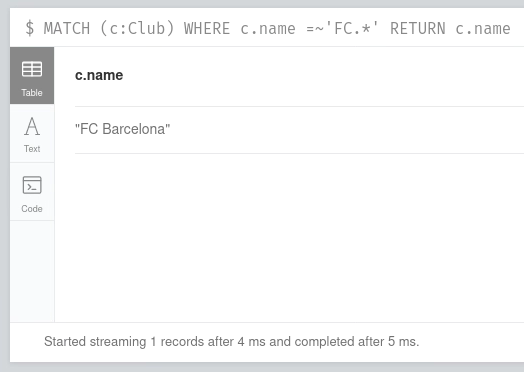 $ MATCH (c:Club) WHERE c.name =~'FC.*' RETURN c.name
Table
c.name
"FC Barcelona"
Text
Code
Started streaming 1 records after 4 ms and completed after 5 ms.